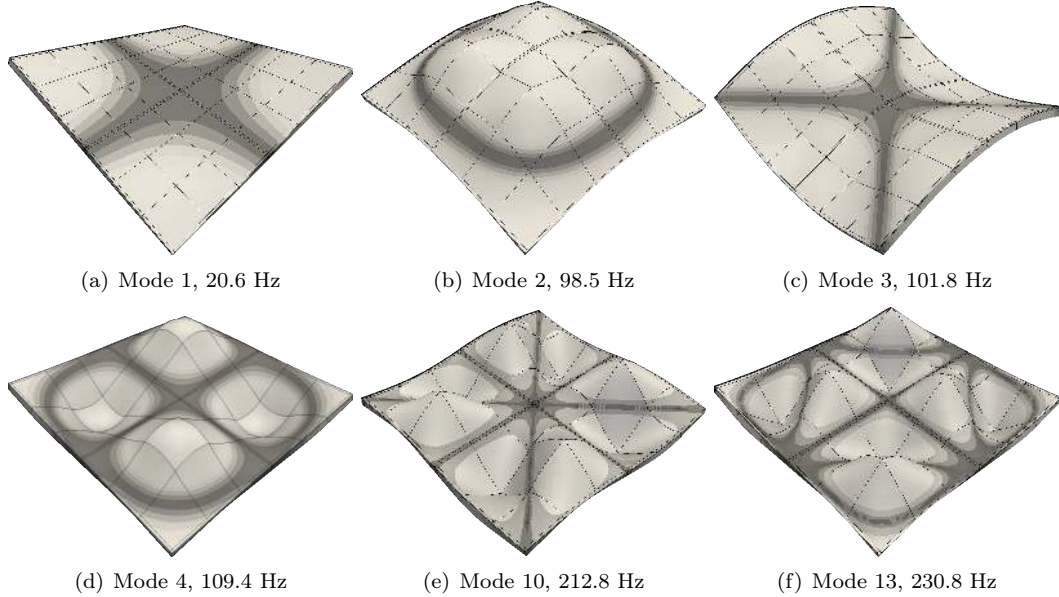 (a) Mode 1, 20.6 Hz
(b) Mode 2, 98.5 Hz
(c) Mode 3, 101.8 Hz
(d) Mode 4, 109.4 Hz
(e) Mode 10, 212.8 Hz
(f) Mode 13, 230.8 Hz